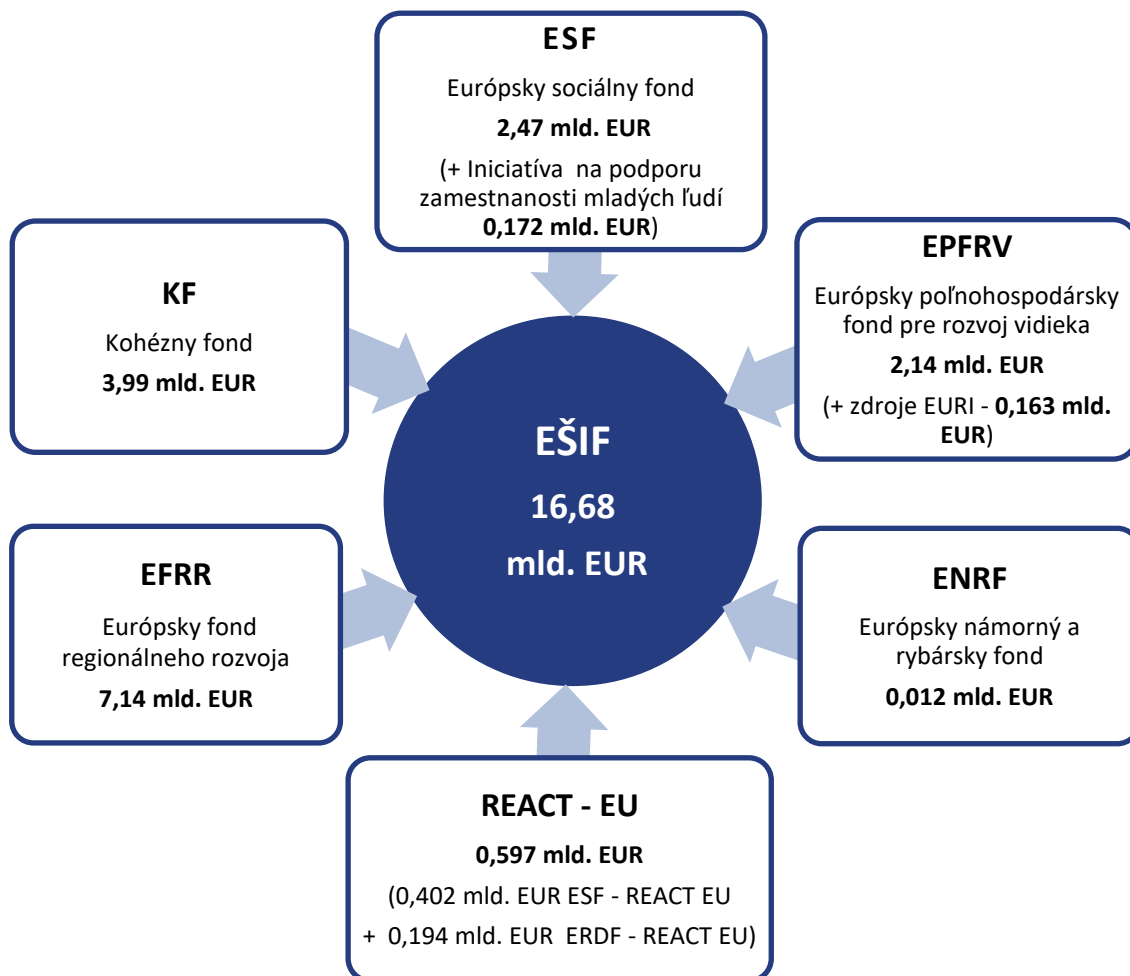 ESF
Európsky sociálny fond
2,47 mld. EUR
(+ Iniciatíva na podporu
zamestnanosti mladých ľudí
0,172 mld. EUR)
KF
Kohézny fond
3,99 mld. EUR
EPFRV
Európsky poľnohospodársky
fond pre rozvoj vidieka
2,14 mld. EUR
(+ zdroje EURI - 0,163 mld.
EUR)
EŠIF
16,68
mld. EUR
EFRR
Európsky fond
regionálneho rozvoja
7,14 mld. EUR
ENRF
Európsky námorný a
rybársky fond
0,012 mld. EUR
REACT - EU
0,597 mld. EUR
(0,402 mld. EUR ESF - REACT EU
+ 0,194 mld. EUR ERDF - REACT EU)